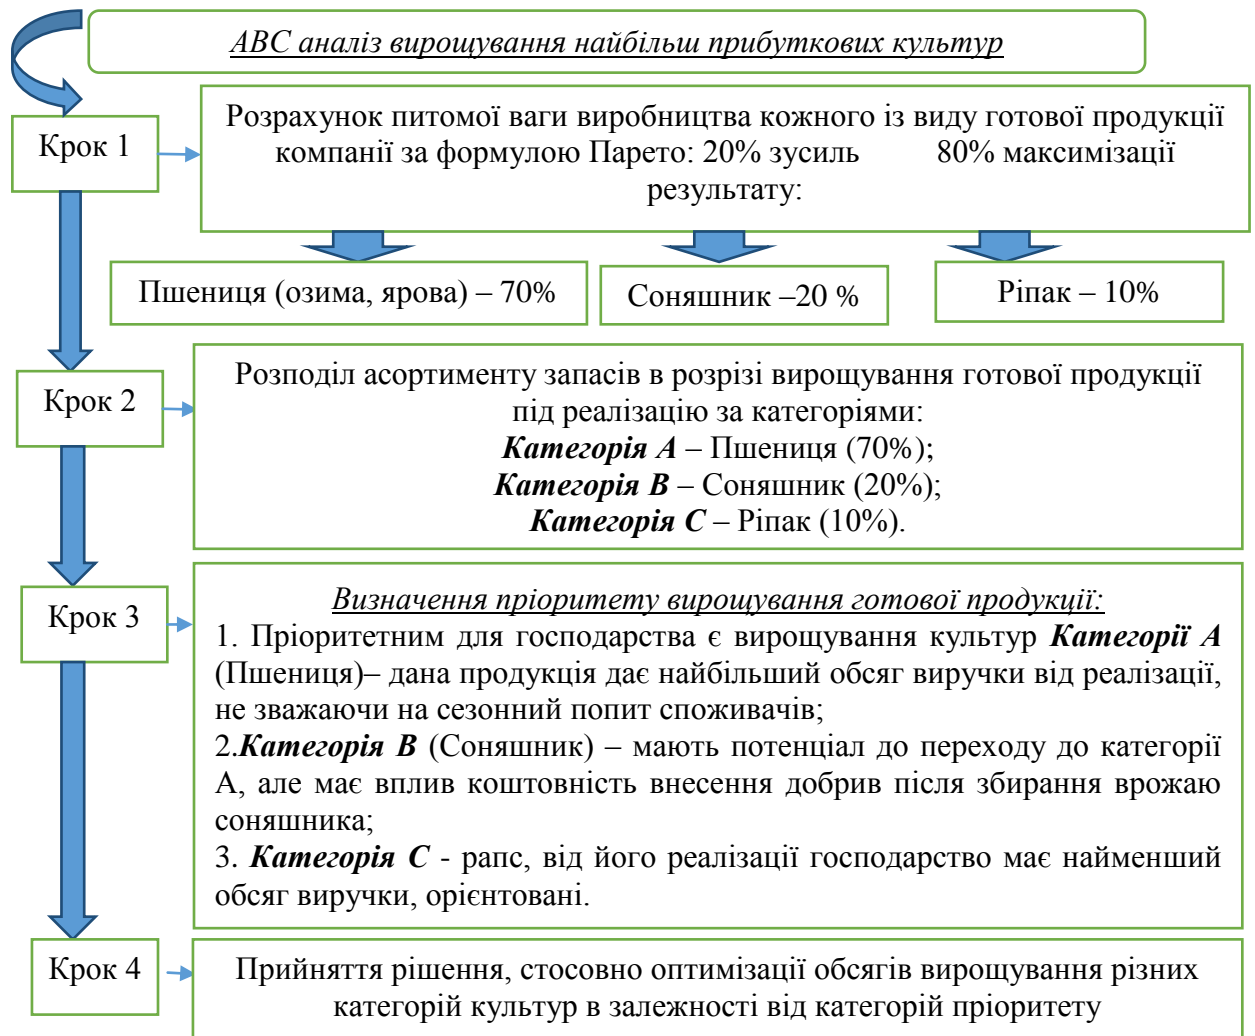 АВС аналіз вирощування найбільш прибуткових культур
Крок 1
Розрахунок питомої ваги виробництва кожного із виду готової продукції
компанії за формулою Парето: 20% зусиль 80% максимізації
результату:
Пшениця (озима, ярова) – 70%
Соняшник –20 %
Ріпак – 10%
Крок 2
Розподіл асортименту запасів в розрізі вирощування готової продукції
під реалізацію за категоріями:
Категорія А – Пшениця (70%);
Категорія В – Соняшник (20%);
Категорія С – Ріпак (10%).
Крок 3
Визначення пріоритету вирощування готової продукції:
1. Пріоритетним для господарства є вирощування культур Категорії А
(Пшениця)– дана продукція дає найбільший обсяг виручки від реалізації,
не зважаючи на сезонний попит споживачів;
2.Категорія В (Соняшник) – мають потенціал до переходу до категорії
А, але має вплив коштовність внесення добрив після збирання врожаю
соняшника;
3. Категорія С - рапс, від його реалізації господарство має найменший
обсяг виручки, орієнтовані.
Крок 4
Прийняття рішення, стосовно оптимізації обсягів вирощування різних
категорій культур в залежності від категорій пріоритету